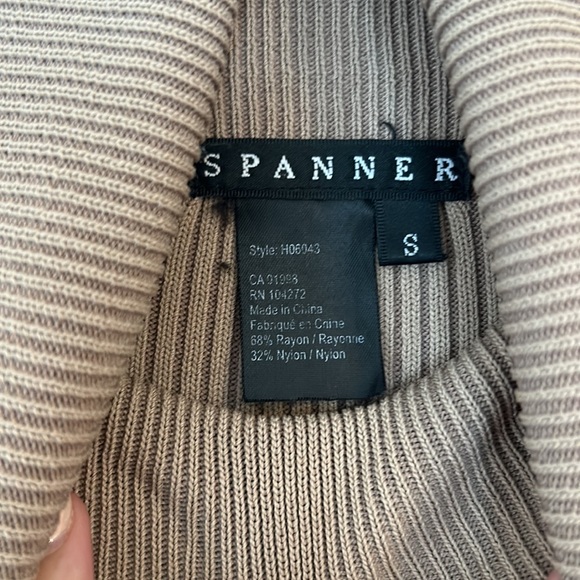 SPANNER
S
Style: H06043
CA 01998
RN 104272
Made in China
Fabriqué en Chine
68% Rayon / Rayonne
32% Nylon / Nylon